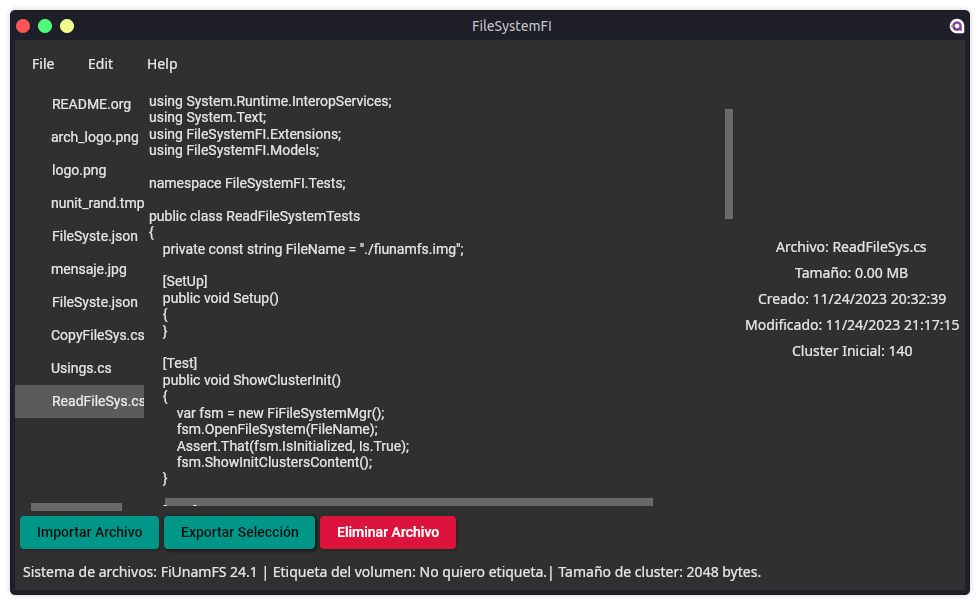 FileSystemFI
File Edit Help
README.org
arch_logo.png
logo.png
nunit_rand.tmp
FileSyste.json
mensaje.jpg
FileSyste.json
CopyFileSys.cs
Usings.cs
ReadFileSys.cs
using System.Runtime.InteropServices;
using System.Text;
using FileSystemFI.Extensions;
using FileSystemFI.Models;
namespace FileSystemFI.Tests;
public class ReadFileSystemTests
{
private const string FileName = "./fiunamfs.img";
[SetUp]
public void Setup()
{
}
[Test]
public void ShowClusterInit()
{
var fsm = new FiFileSystemMgr();
fsm.OpenFileSystem(FileName);
Assert.That(fsm.IsInitialized, Is.True);
fsm.ShowInitClustersContent();
}
Archivo: ReadFileSys.cs
Tamaño: 0.00 MB
Creado: 11/24/2023 20:32:39
Modificado: 11/24/2023 21:17:15
Cluster Inicial: 140
Importar Archivo
Exportar Selección
Eliminar Archivo
Sistema de archivos: FiUnamFS 24.1 | Etiqueta del volumen: No quiero etiqueta.| Tamaño de cluster: 2048 bytes.